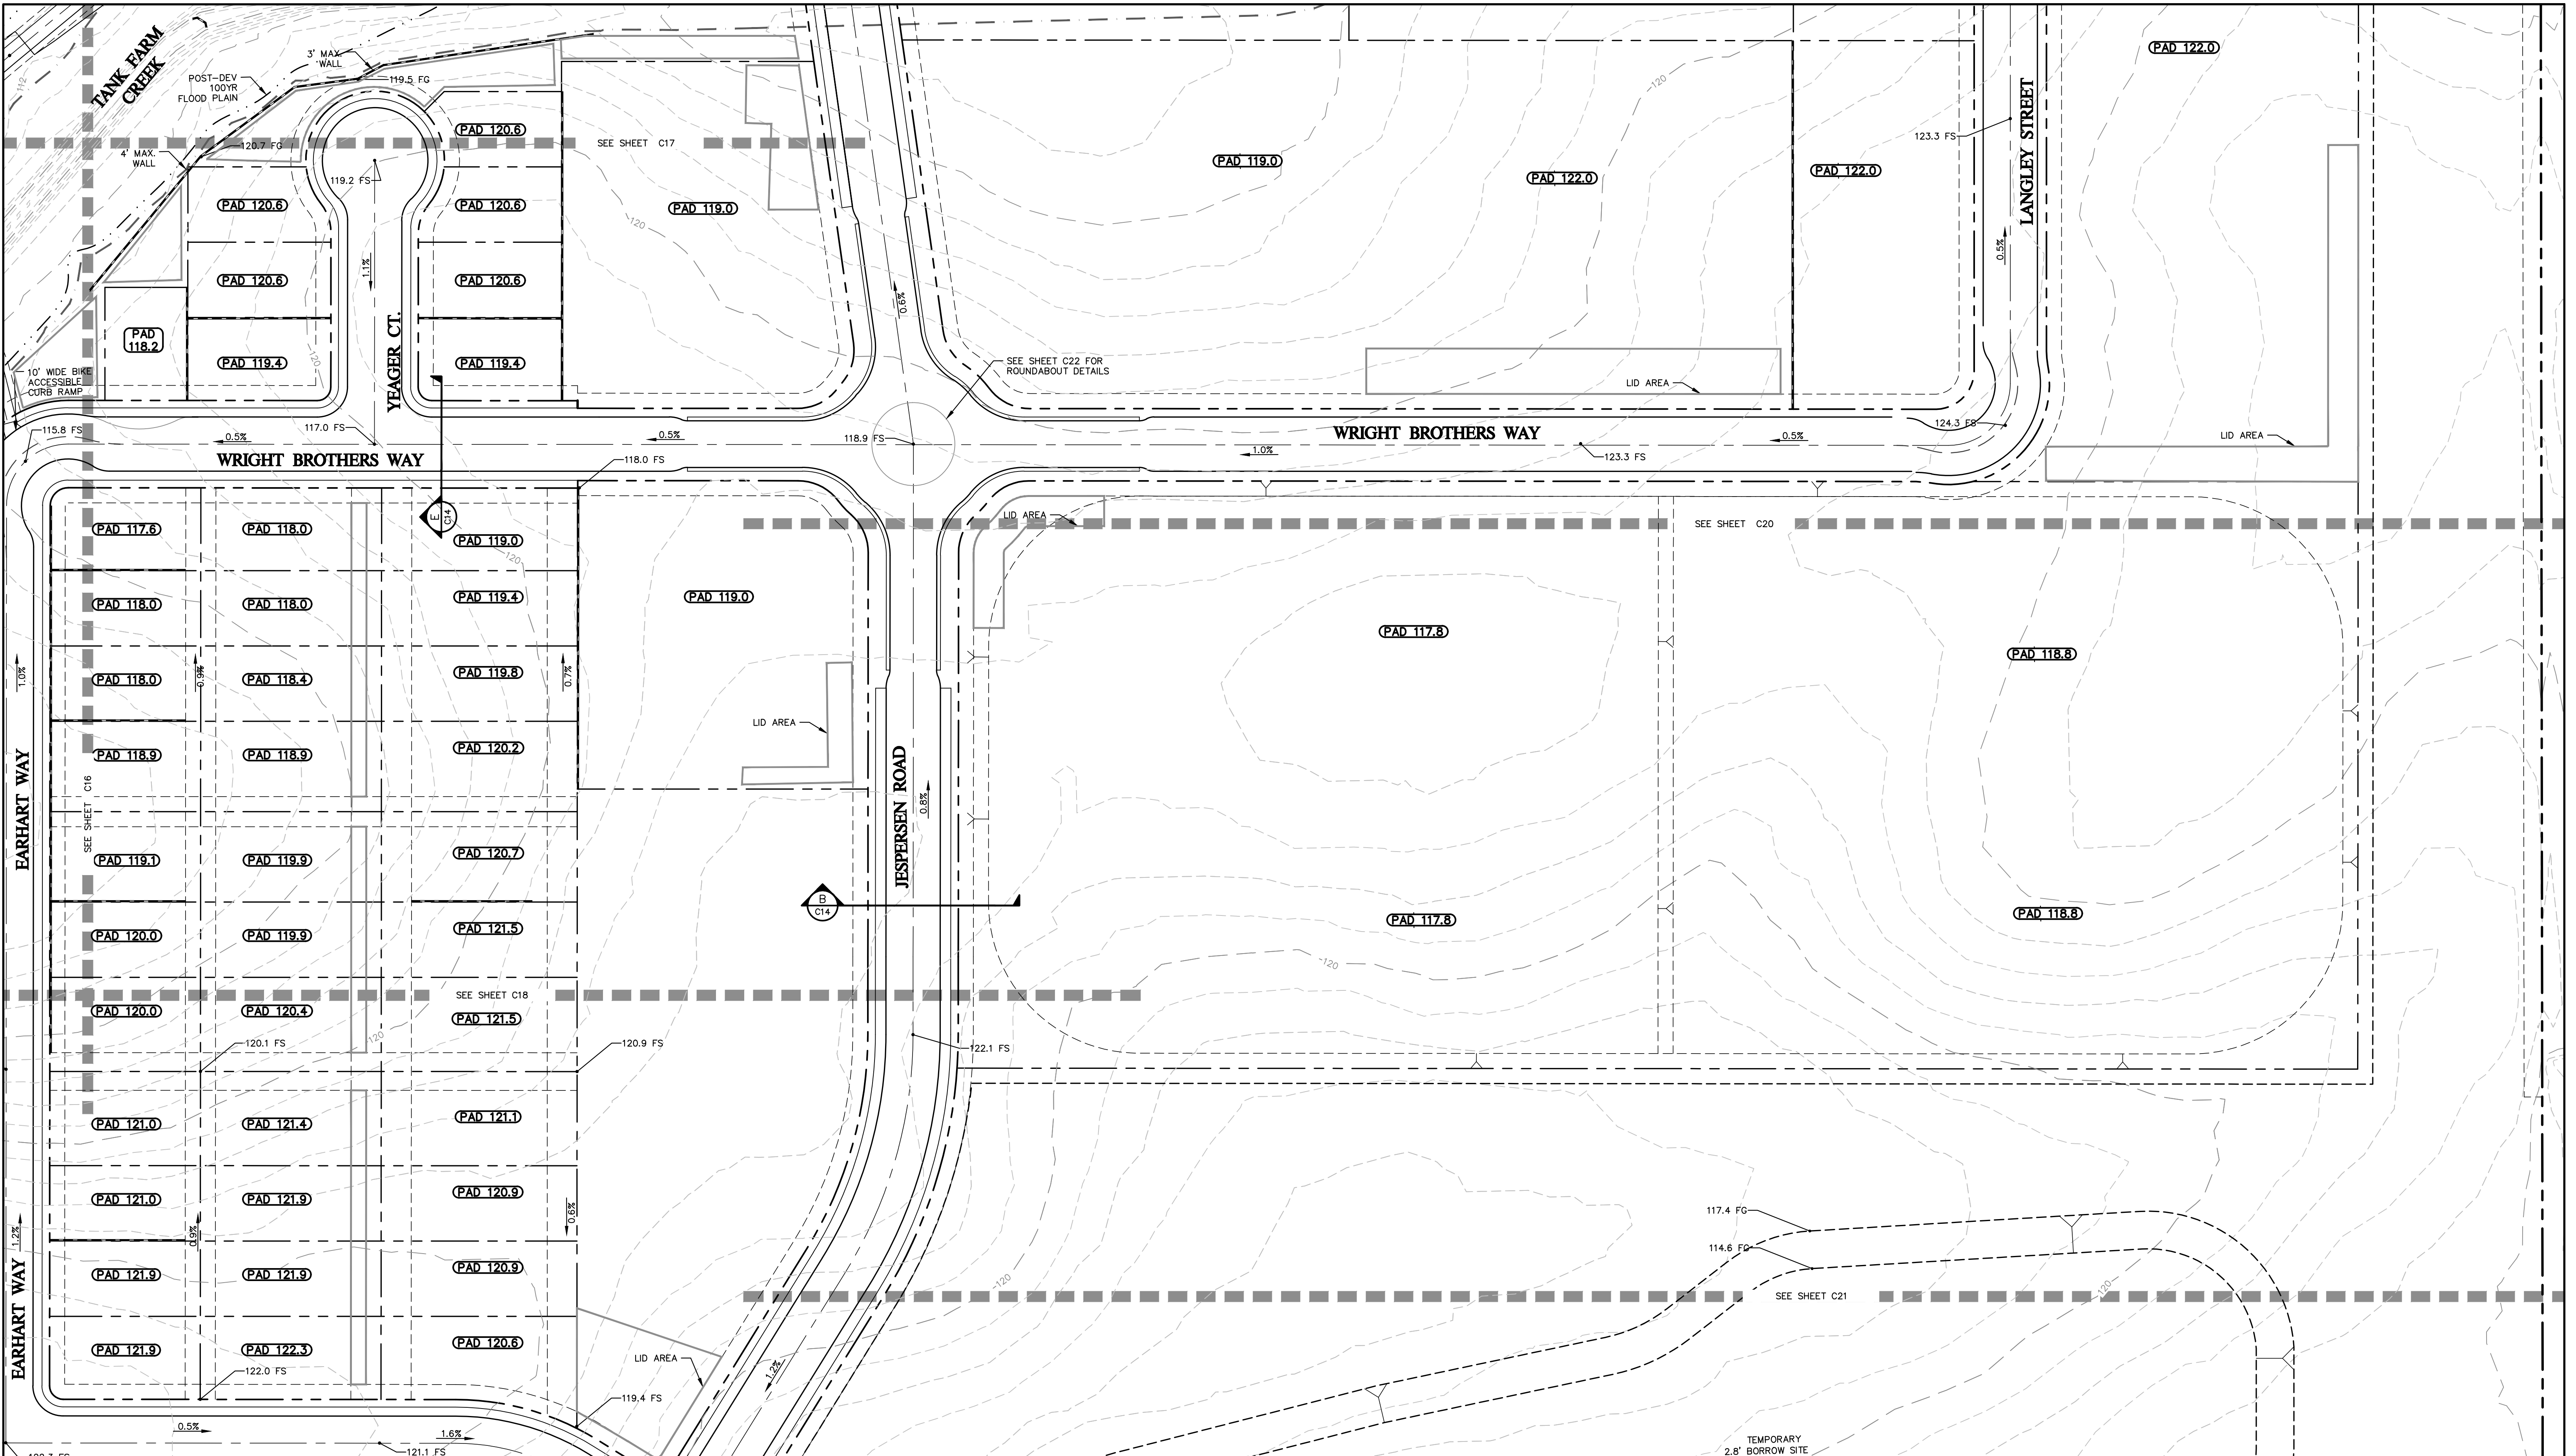 TANK FARM
CREEK
112
POST-DEV
100YR
FLOOD PLAIN
3' MAX.
WALL
119.5 FG
4' MAX.
WALL
120.7 FG
119.2 FS
1.1%
YEAGER CT.
PAD 120.6
PAD 120.6
PAD 119.4
PAD
118.2
PAD 120.6
PAD 120.6
PAD 120.6
PAD 119.4
120
SEE SHEET C17
PAD 119.0
120
0.6%
SEE SHEET C22 FOR
ROUNDABOUT DETAILS
PAD 119.0
PAD 122.0
120
PAD 122.0
LID AREA
123.3 FS
LANGLEY STREET
0.5%
PAD 122.0
LID AREA
10' WIDE BIKE
ACCESSIBLE
CURB RAMP
115.8 FS
0.5%
117.0 FS
WRIGHT BROTHERS WAY
0.5%
118.9 FS
118.0 FS
1.0%
WRIGHT BROTHERS WAY
123.3 FS
0.5%
124.3 FS
E
C14
LID AREA
SEE SHEET C20
PAD 117.6
PAD 118.0
PAD 119.0
120
PAD 118.0
PAD 118.0
PAD 119.4
PAD 119.0
PAD 117.8
PAD 118.8
1.0%
PAD 118.0
0.9%
PAD 118.4
PAD 119.8
0.7%
LID AREA
PAD 118.9
PAD 118.9
PAD 120.2
EARHART WAY
SEE SHEET C16
JESPERSEN ROAD
0.8%
PAD 119.1
PAD 119.9
PAD 120.7
B
C14
PAD 120.0
PAD 119.9
PAD 121.5
PAD 117.8
PAD 118.8
120
SEE SHEET C18
PAD 120.0
PAD 120.4
PAD 121.5
120
120.1 FS
120.9 FS
122.1 FS
PAD 121.0
PAD 121.4
PAD 121.1
PAD 121.0
PAD 121.9
PAD 120.9
1.2%
0.9%
0.6%
EARHART WAY
PAD 121.9
PAD 121.9
PAD 120.9
PAD 121.9
PAD 122.3
PAD 120.6
LID AREA
122.0 FS
119.4 FS
1.2%
120
0.5%
1.6%
121.1 FS
117.4 FG
114.6 FG
SEE SHEET C21
120
TEMPORARY
2.8' BORROW SITE